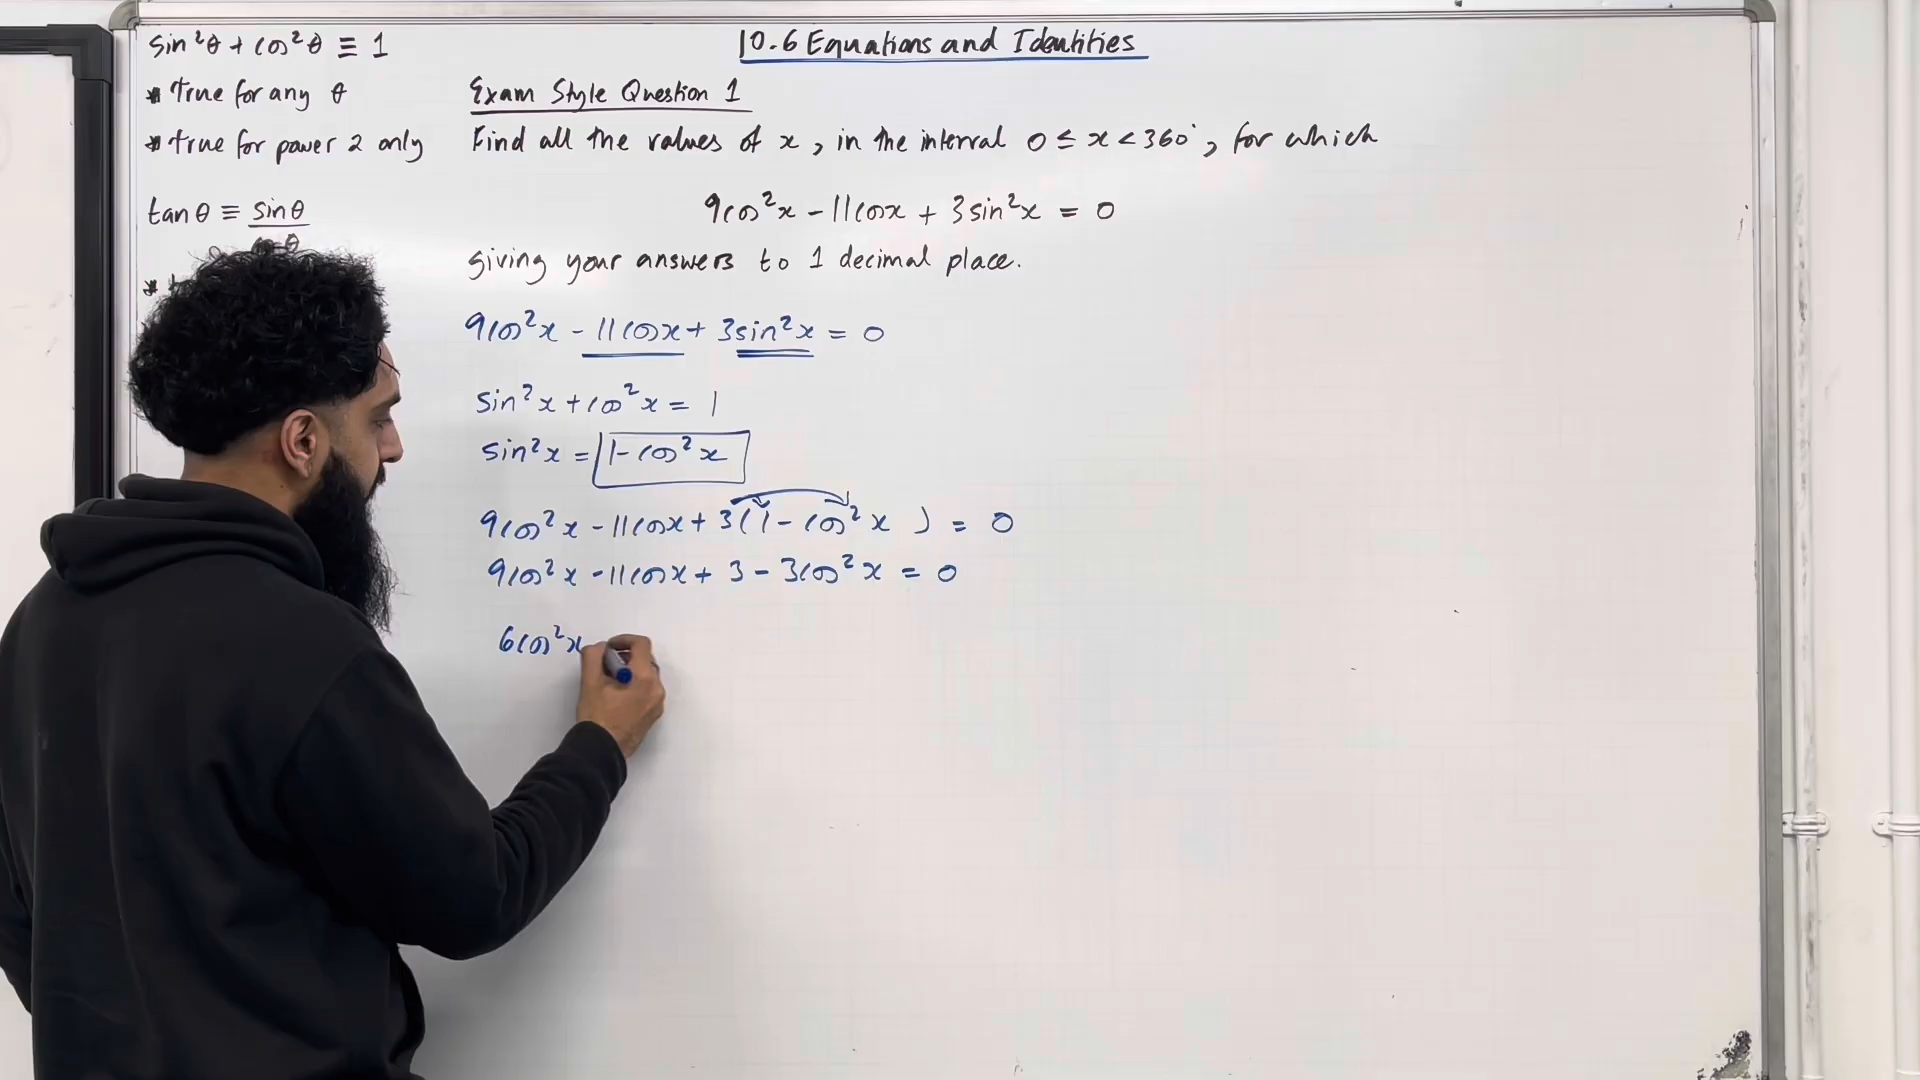 sin²θ + cos²θ ≡ 1
* true for any θ
* true for power 2 only
tanθ ≡ sinθ / cosθ
*
10.6 Equations and Identities
Exam Style Question 1
Find all the values of x, in the interval 0 ≤ x < 360°, for which
9cos²x - 11cosx + 3sin²x = 0
giving your answers to 1 decimal place.
9cos²x - 11cosx + 3sin²x = 0
sin²x + cos²x = 1
sin²x = 1 - cos²x
9cos²x - 11cosx + 3(1 - cos²x) = 0
9cos²x - 11cosx + 3 - 3cos²x = 0
6cos²x